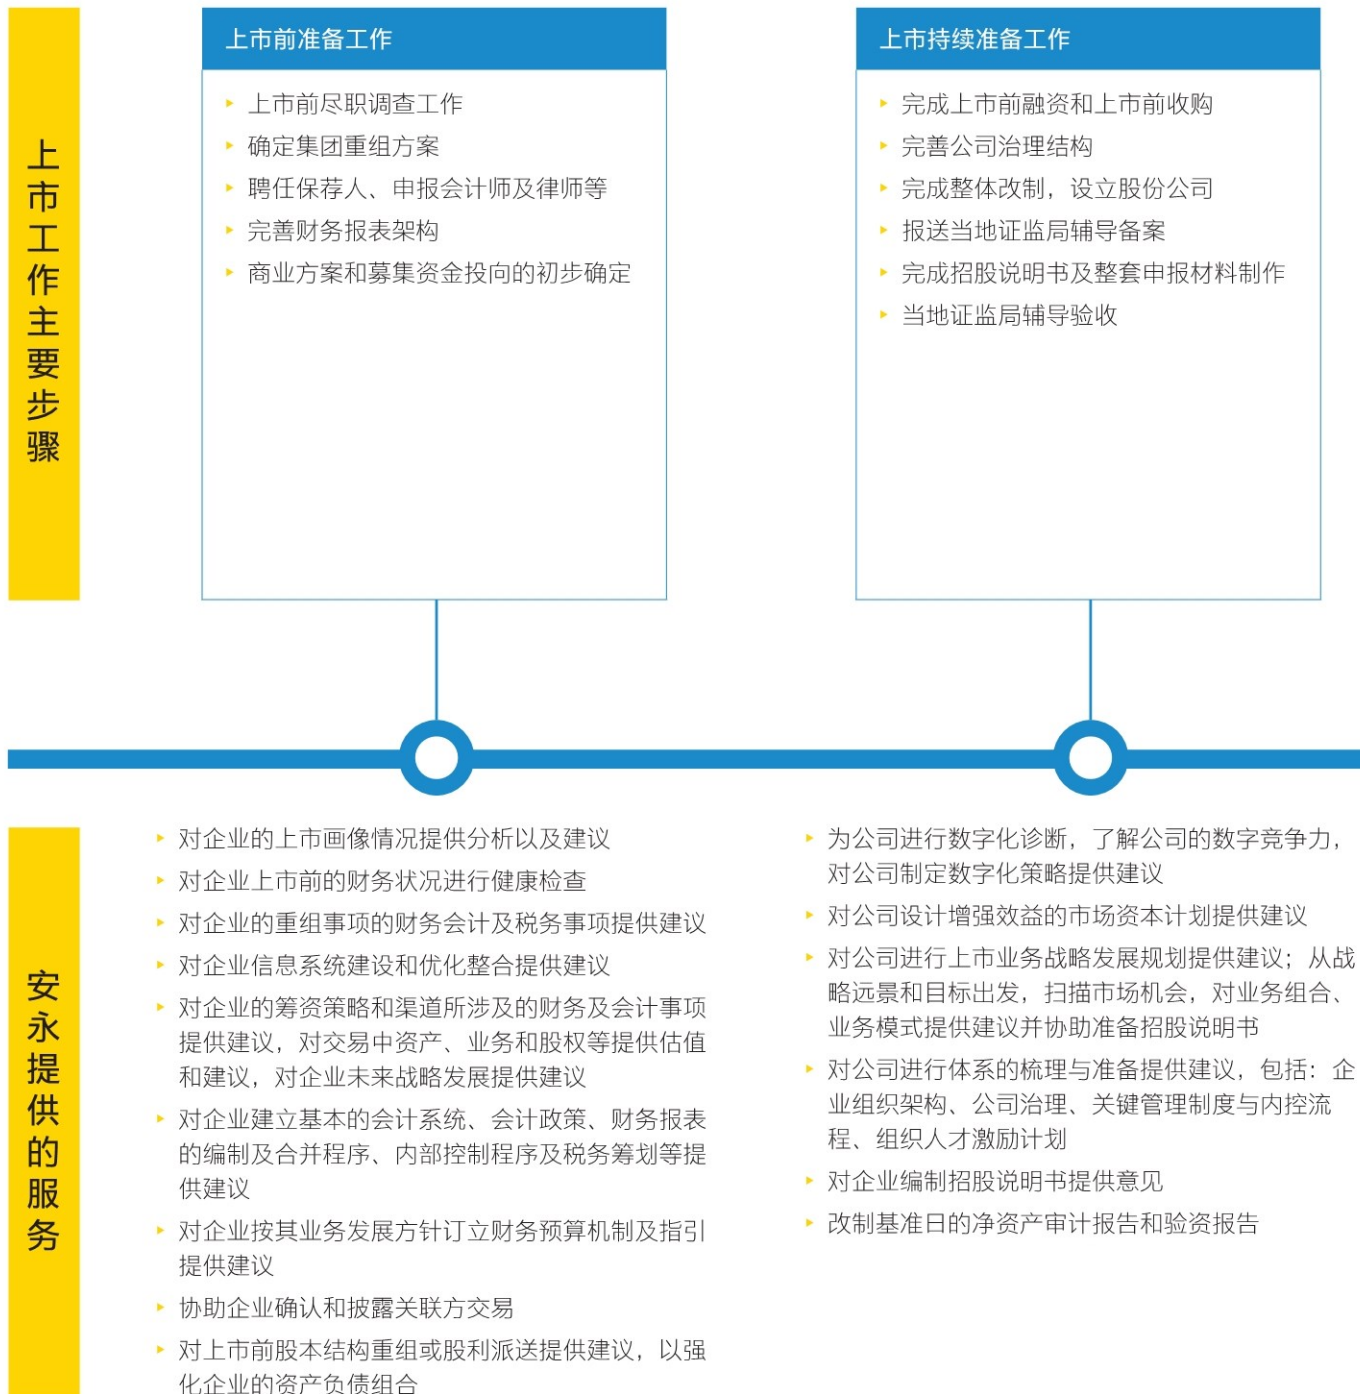 上市工作主要步骤
上市前准备工作
上市前尽职调查工作
确定集团重组方案
聘任保荐人、申报会计师及律师等
完善财务报表架构
商业方案和募集资金投向的初步确定
上市持续准备工作
完成上市前融资和上市前收购
完善公司治理结构
完成整体改制，设立股份公司
报送当地证监局辅导备案
完成招股说明书及整套申报材料制作
当地证监局辅导验收
安永提供的服务
对企业的上市画像情况提供分析以及建议
对企业上市前的财务状况进行健康检查
对企业的重组事项的财务会计及税务事项提供建议
对企业信息系统建设和优化整合提供建议
对企业的筹资策略和渠道所涉及的财务及会计事项
提供建议，对交易中资产、业务和股权等提供估值
和建议，对企业未来战略发展提供建议
对企业建立基本的会计系统、会计政策、财务报表
的编制及合并程序、内部控制程序及税务筹划等提
供建议
对企业按其业务发展方针订立财务预算机制及指引
提供建议
协助企业确认和披露关联方交易
对上市前股本结构重组或股利派送提供建议，以强
化企业的资产负债组合
为公司进行数字化诊断，了解公司的数字竞争力，
对公司制定数字化策略提供建议
对公司设计增强效益的市场资本计划提供建议
对公司进行上市业务战略发展规划提供建议；从战
略远景和目标出发，扫描市场机会，对业务组合、
业务模式提供建议并协助准备招股说明书
对公司进行体系的梳理与准备提供建议，包括：企
业组织架构、公司治理、关键管理制度与内控流
程、组织人才激励计划
对企业编制招股说明书提供意见
改制基准日的净资产审计报告和验资报告